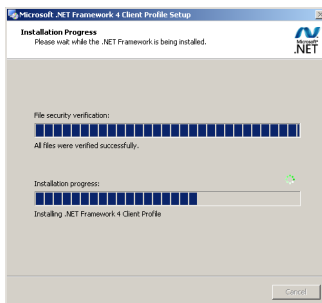 Microsoft .NET Framework 4 Client Profile Setup
Installation Progress
Please wait while the .NET Framework is being installed.
Microsoft
.NET
File security verification:
All files were verified successfully.
Installation progress:
Installing .NET Framework 4 Client Profile
Cancel